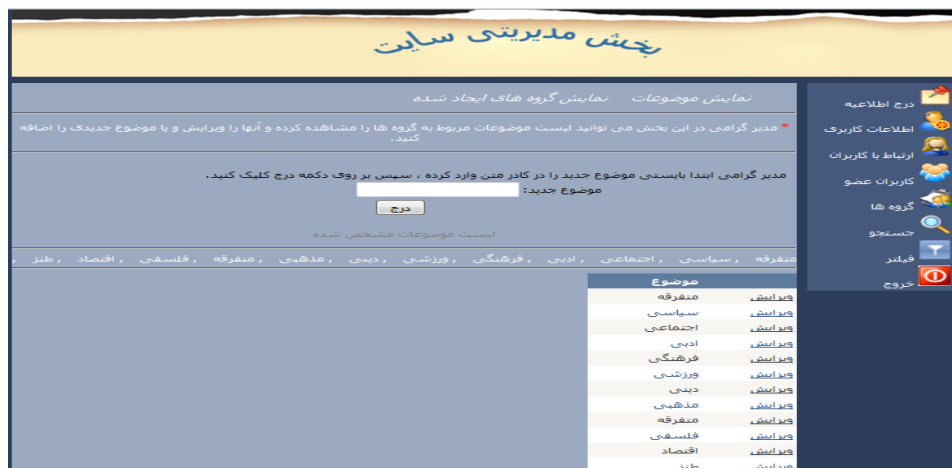 بخش مدیریتی سایت
درج اطلاعیه
اطلاعات کاربری
ارتباط با کاربران
کاربران عضو
گروه ها
جستجو
فیلتر
خروج
نمایش موضوعات نمایش گروه های ایجاد شده
* مدیر گرامی در این بخش می توانید لیست موضوعات مربوط به گروه ها را مشاهده کرده و آنها را ویرایش و یا موضوع جدیدی را اضافه
کنید.
مدیر گرامی ابتدا بایستی موضوع جدید را در کادر متن وارد کرده ، سپس بر روی دکمه درج کلیک کنید.
موضوع جدید:
درج
لیست موضوعات مشخص شده
متفرقه , سیاسی , اجتماعی , ادبی , فرهنگی , ورزشی , دینی , مذهبی , متفرقه , فلسفی , اقتصاد , طنز ,
موضوع
ویرایش متفرقه
ویرایش سیاسی
ویرایش اجتماعی
ویرایش ادبی
ویرایش فرهنگی
ویرایش ورزشی
ویرایش دینی
ویرایش مذهبی
ویرایش متفرقه
ویرایش فلسفی
ویرایش اقتصاد
ویرایش طنز